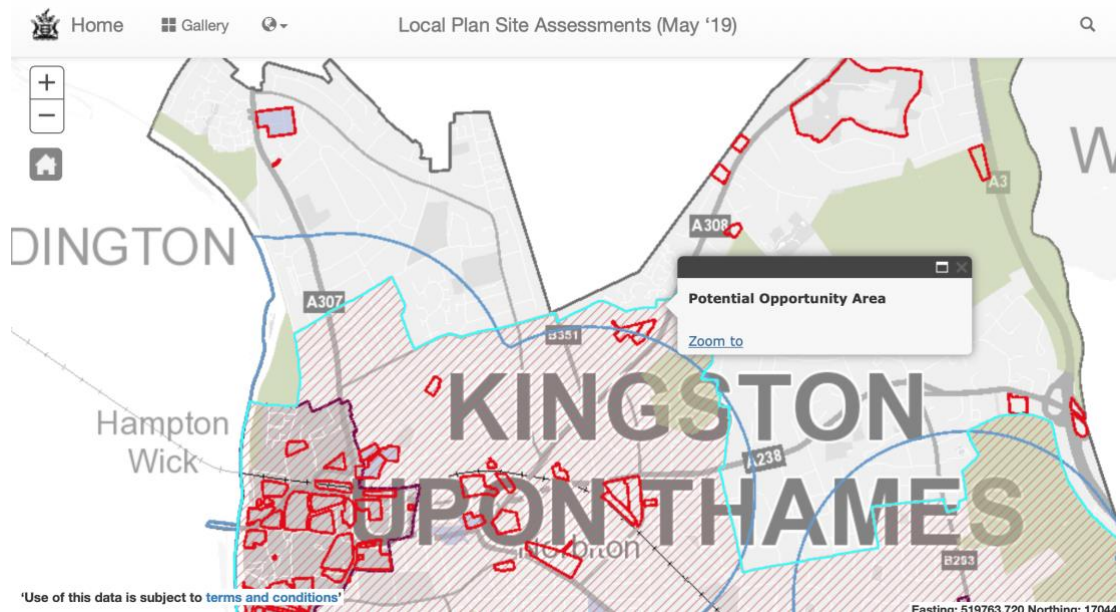 Home
Gallery
Local Plan Site Assessments (May ‘19)
+
−
DINGTON
A308
A3
W
A307
Potential Opportunity Area
Zoom to
B351
KINGSTON
Hampton
Wick
A238
UPON THAMES
B283
‘Use of this data is subject to terms and conditions’
Easting: 519763.720 Northing: 17044